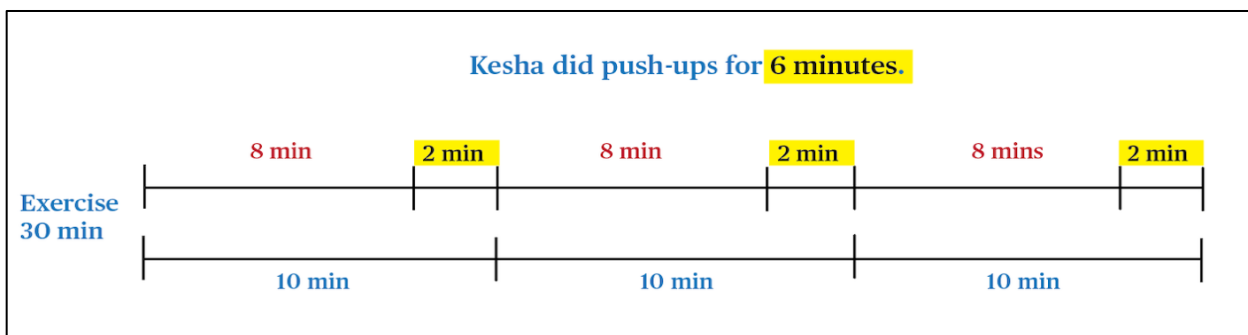 Kesha did push-ups for 6 minutes.
8 min 2 min 8 min 2 min 8 mins 2 min
Exercise
30 min
10 min 10 min 10 min